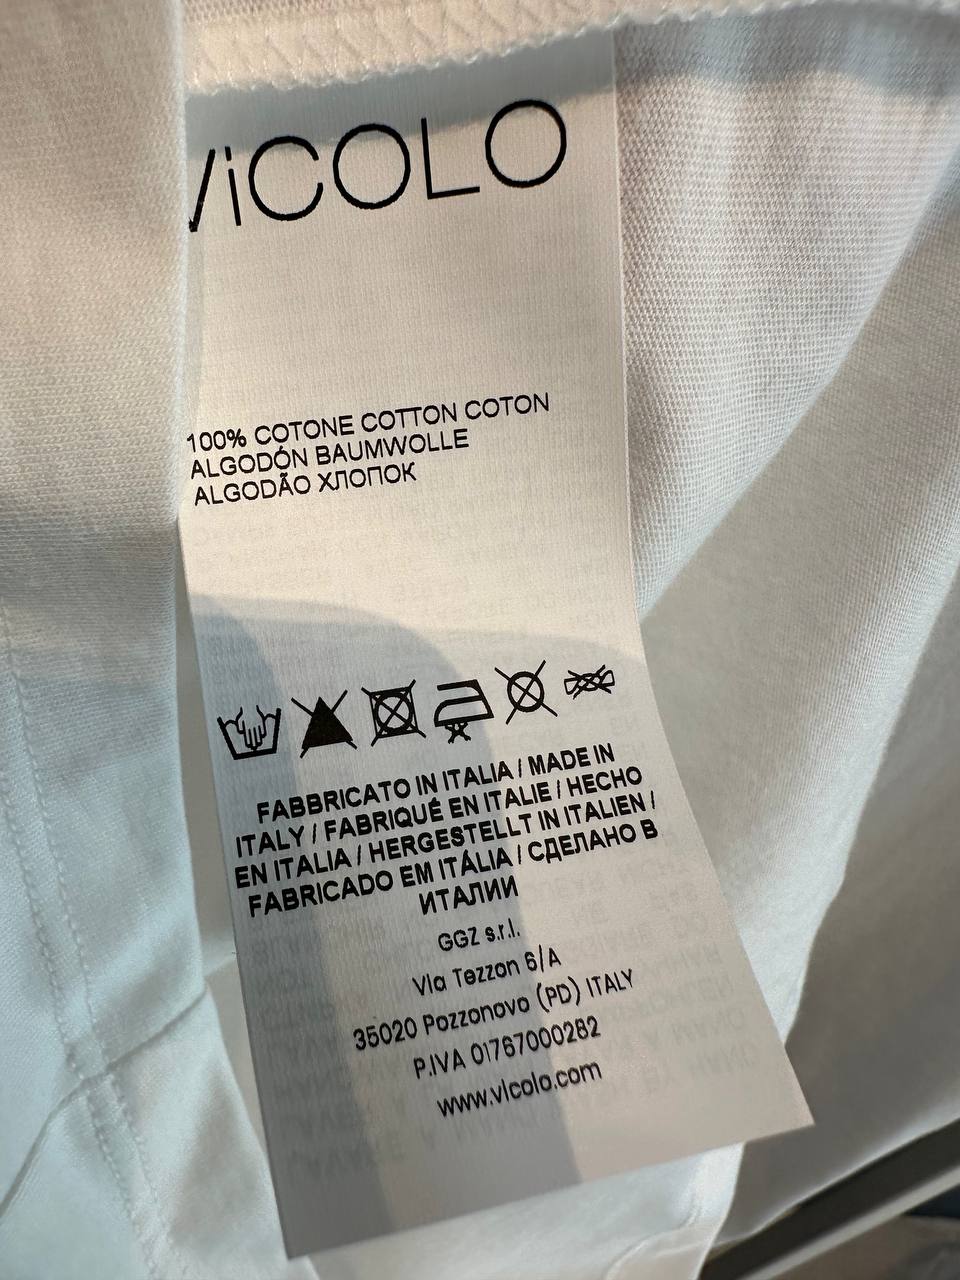 ViCOLO
100% COTONE COTTON COTON
ALGODÓN BAUMWOLLE
ALGODÃO ХЛОПОК
FABBRICATO IN ITALIA / MADE IN
ITALY / FABRIQUÉ EN ITALIE / HECHO
EN ITALIA / HERGESTELLT IN ITALIEN /
FABRICADO EM ITÁLIA / СДЕЛАНО В
ИТАЛИИ
GGZ s.r.l.
Via Tezzon 6/A
35020 Pozzonovo (PD) ITALY
P.IVA 01767000282
www.vicolo.com